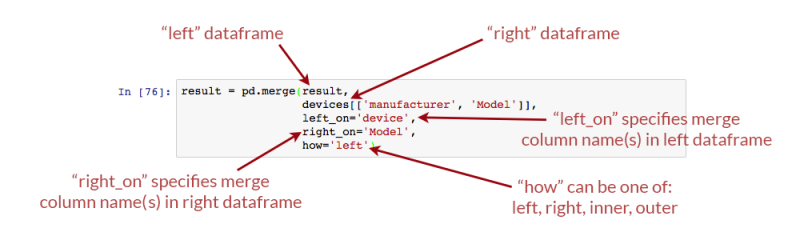 “left” dataframe
“right” dataframe
In [76]: result = pd.merge(result,
devices[['manufacturer', 'Model']],
left_on='device',
right_on='Model',
how='left')
“left_on” specifies merge
column name(s) in left dataframe
“right_on” specifies merge
column name(s) in right dataframe
“how” can be one of:
left, right, inner, outer